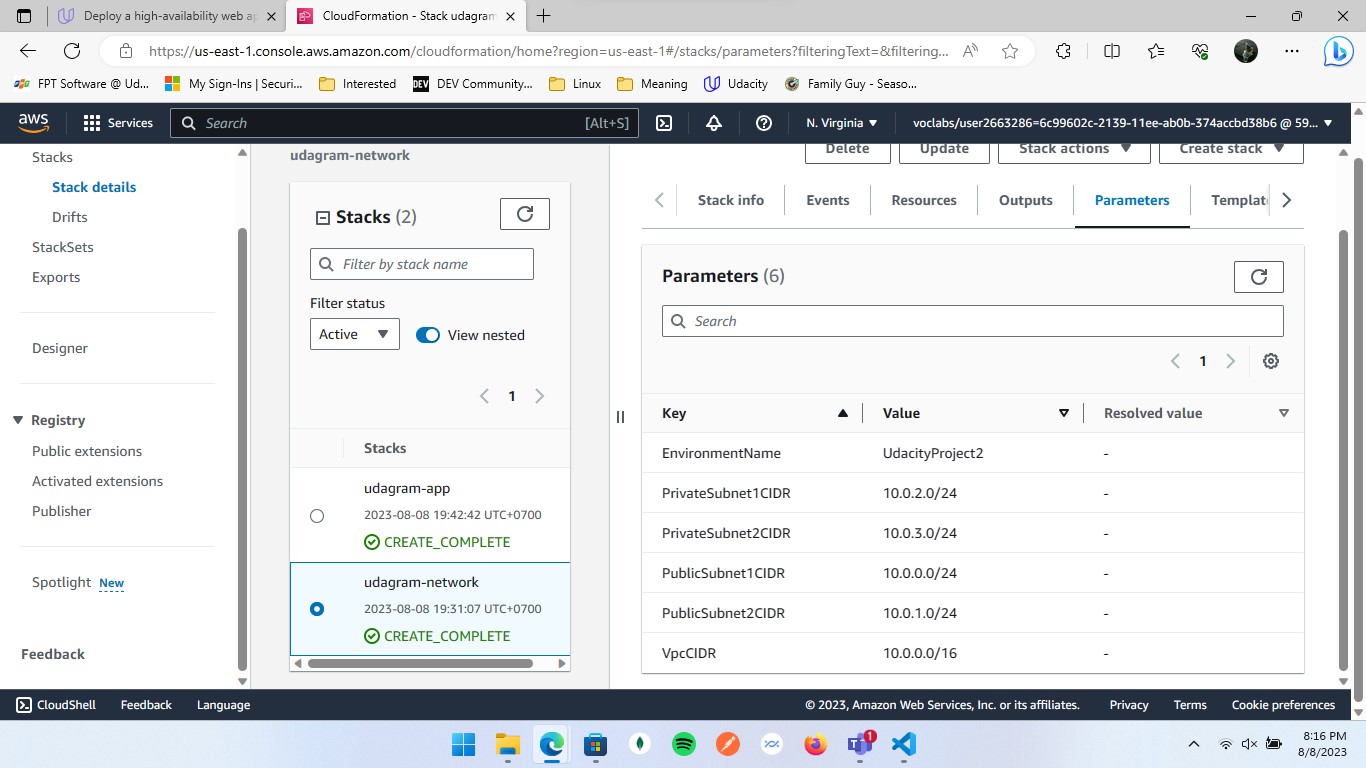 Deploy a high-availability web ap
CloudFormation - Stack udagram
https://us-east-1.console.aws.amazon.com/cloudformation/home?region=us-east-1#/stacks/parameters?filteringText=&filtering...
FPT Software @ Ud...
My Sign-Ins | Securi...
Interested
DEV Community...
Linux
Meaning
Udacity
Family Guy - Seaso...
aws
Services
Search
[Alt+S]
N. Virginia
voclabs/user2663286=6c99602c-2139-11ee-ab0b-374accbd38b6 @ 59...
Stacks
Stack details
Drifts
StackSets
Exports
Designer
Registry
Public extensions
Activated extensions
Publisher
Spotlight New
Feedback
udagram-network
Stacks (2)
Filter by stack name
Filter status
Active
View nested
1
Stacks
udagram-app
2023-08-08 19:42:42 UTC+0700
CREATE_COMPLETE
udagram-network
2023-08-08 19:31:07 UTC+0700
CREATE_COMPLETE
Delete
Update
Stack actions
Create stack
Stack info
Events
Resources
Outputs
Parameters
Templat
Parameters (6)
Search
1
Key Value Resolved value
EnvironmentName UdacityProject2 -
PrivateSubnet1CIDR 10.0.2.0/24 -
PrivateSubnet2CIDR 10.0.3.0/24 -
PublicSubnet1CIDR 10.0.0.0/24 -
PublicSubnet2CIDR 10.0.1.0/24 -
VpcCIDR 10.0.0.0/16 -
CloudShell
Feedback
Language
© 2023, Amazon Web Services, Inc. or its affiliates.
Privacy
Terms
Cookie preferences
1
8:16 PM
8/8/2023